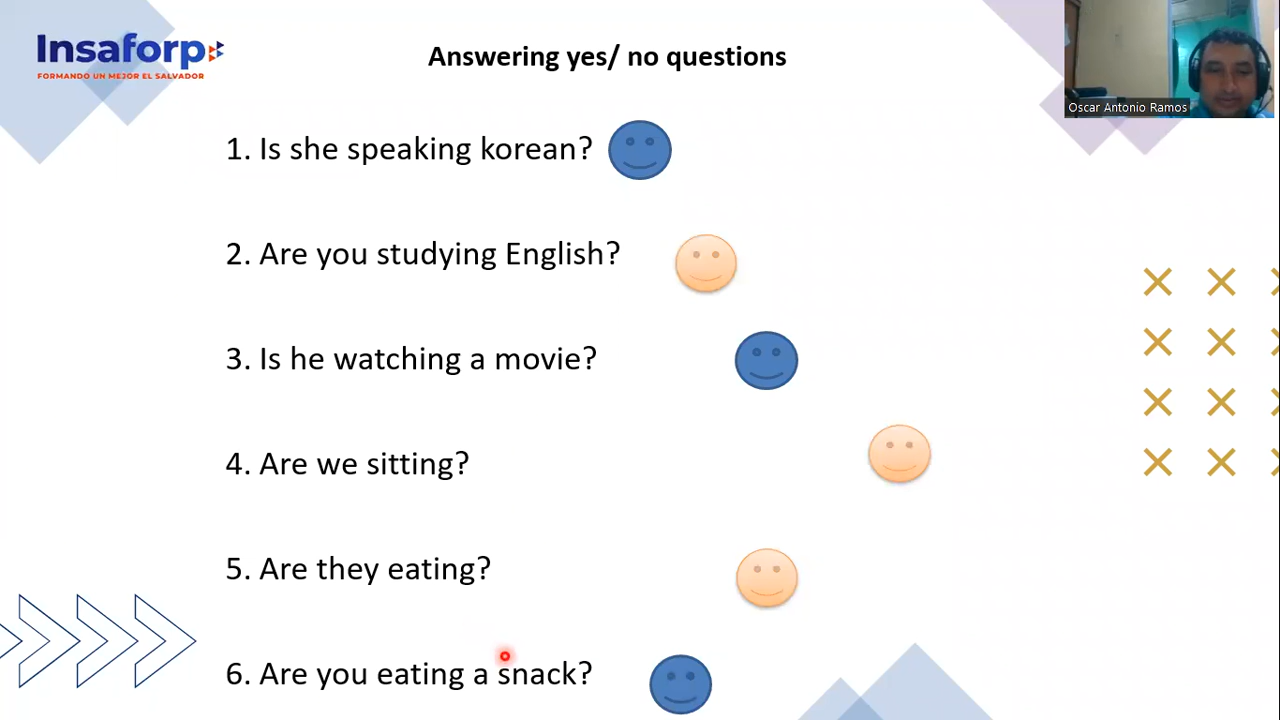 Insaforp
FORMANDO UN MEJOR EL SALVADOR
Answering yes/ no questions
Oscar Antonio Ramos
1. Is she speaking korean?
2. Are you studying English?
3. Is he watching a movie?
4. Are we sitting?
5. Are they eating?
6. Are you eating a snack?